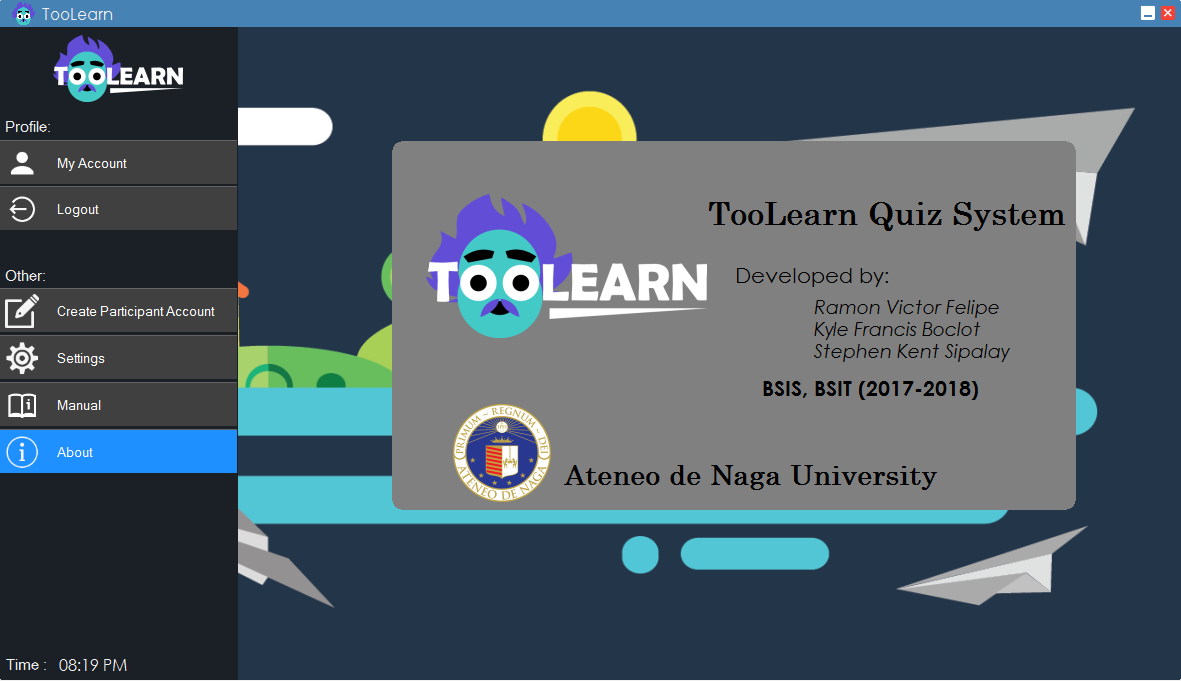 TooLearn
TOOLEARN
Profile:
My Account
Logout
Other:
Create Participant Account
Settings
Manual
About
Time : 08:19 PM
TOOLEARN
TooLearn Quiz System
Developed by:
Ramon Victor Felipe
Kyle Francis Boclot
Stephen Kent Sipalay
BSIS, BSIT (2017-2018)
PRIMUM ~ REGNUM ~ DEI
ATENEO DE NAGA
Ateneo de Naga University